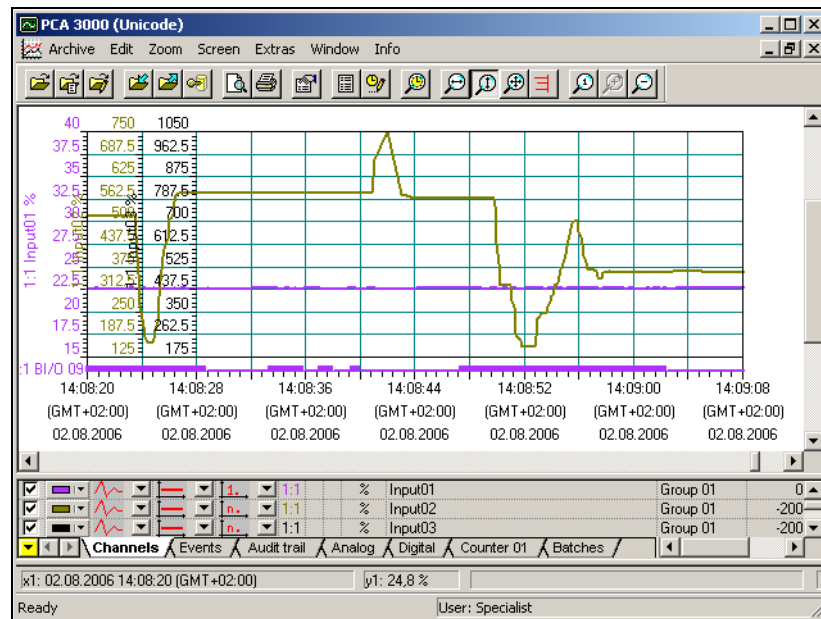 PCA 3000 (Unicode)
Archive Edit Zoom Screen Extras Window Info
40 750 1050
37.5 687.5 962.5
35 625 875
32.5 562.5 787.5
30 500 700
27.5 437.5 612.5
25 375 525
22.5 312.5 437.5
20 250 350
17.5 187.5 262.5
15 125 175
1:1 Input01 %
:1 BI/O 09
14:08:20 14:08:28 14:08:36 14:08:44 14:08:52 14:09:00 14:09:08
(GMT+02:00) (GMT+02:00) (GMT+02:00) (GMT+02:00) (GMT+02:00) (GMT+02:00) (GMT+02:00)
02.08.2006 02.08.2006 02.08.2006 02.08.2006 02.08.2006 02.08.2006 02.08.2006
1. 1:1 % Input01 Group 01 0
n. 1:1 % Input02 Group 01 -200
n. 1:1 % Input03 Group 01 -200
Channels Events Audit trail Analog Digital Counter 01 Batches
x1: 02.08.2006 14:08:20 (GMT+02:00) y1: 24,8 %
Ready User: Specialist